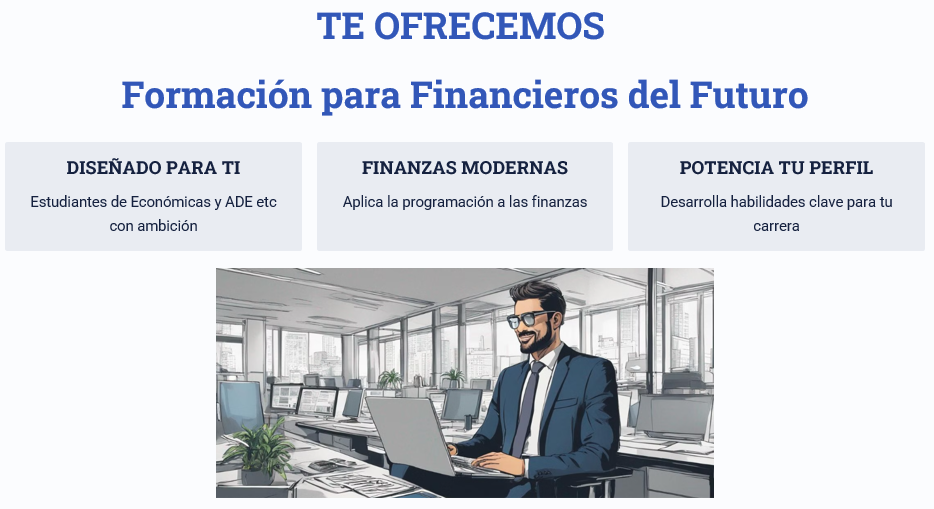 TE OFRECEMOS
Formación para Financieros del Futuro
DISEÑADO PARA TI
Estudiantes de Económicas y ADE etc
con ambición
FINANZAS MODERNAS
Aplica la programación a las finanzas
POTENCIA TU PERFIL
Desarrolla habilidades clave para tu
carrera